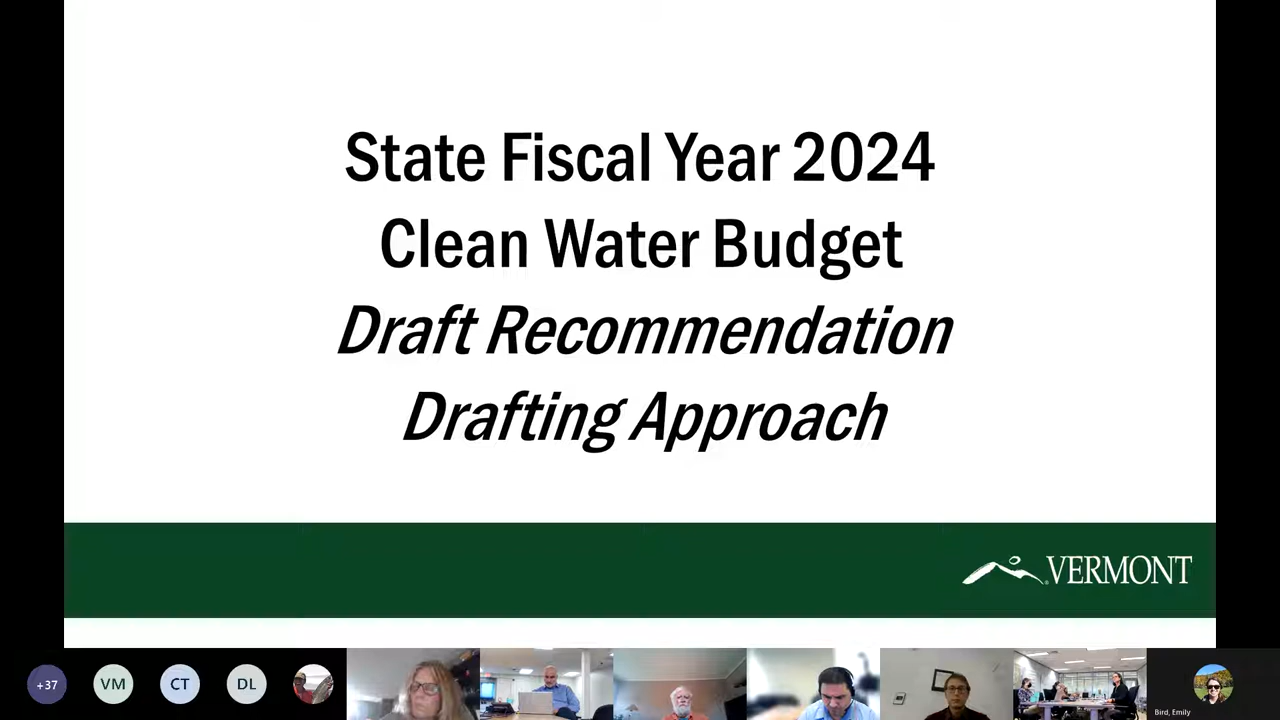 State Fiscal Year 2024
Clean Water Budget
Draft Recommendation
Drafting Approach
VERMONT
+37
VM
CT
DL
Bird, Emily